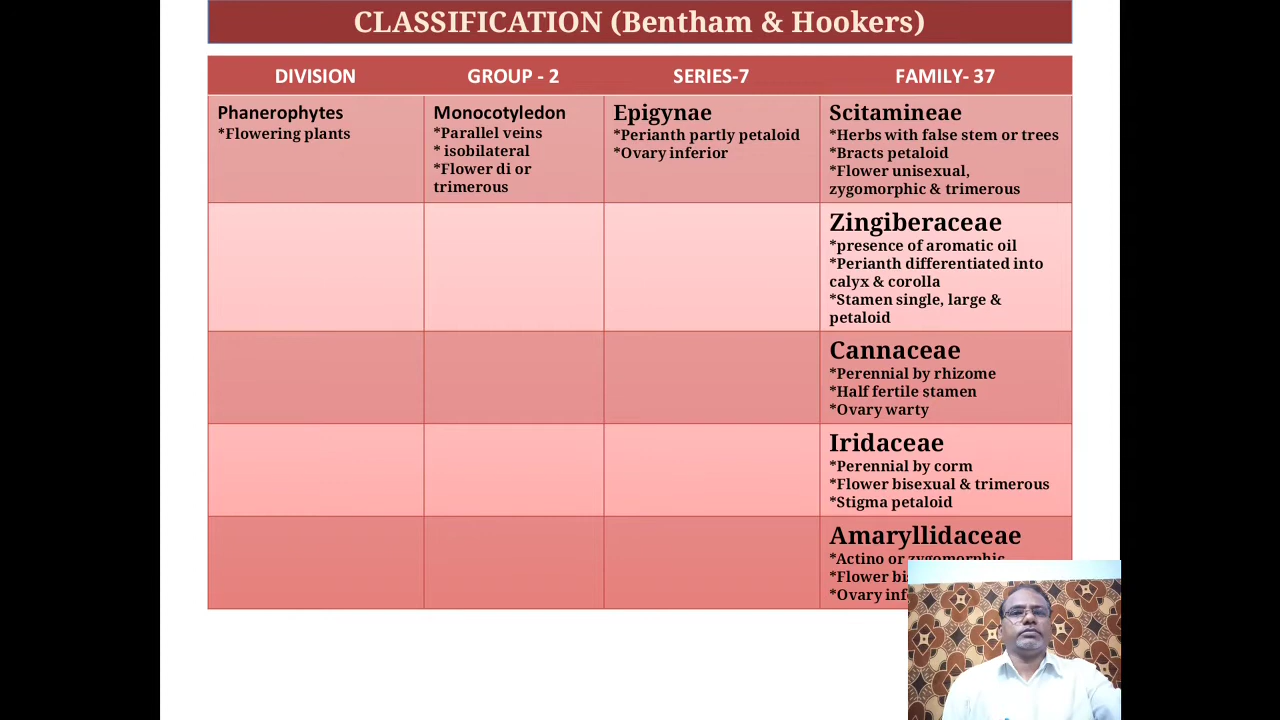 CLASSIFICATION (Bentham & Hookers)
DIVISION
GROUP - 2
SERIES-7
FAMILY- 37
Phanerophytes
*Flowering plants
Monocotyledon
*Parallel veins
* isobilateral
*Flower di or
trimerous
Epigynae
*Perianth partly petaloid
*Ovary inferior
Scitamineae
*Herbs with false stem or trees
*Bracts petaloid
*Flower unisexual,
zygomorphic & trimerous
Zingiberaceae
*presence of aromatic oil
*Perianth differentiated into
calyx & corolla
*Stamen single, large &
petaloid
Cannaceae
*Perennial by rhizome
*Half fertile stamen
*Ovary warty
Iridaceae
*Perennial by corm
*Flower bisexual & trimerous
*Stigma petaloid
Amaryllidaceae
*Actino or zygomorphic
*Flower
*Ovary